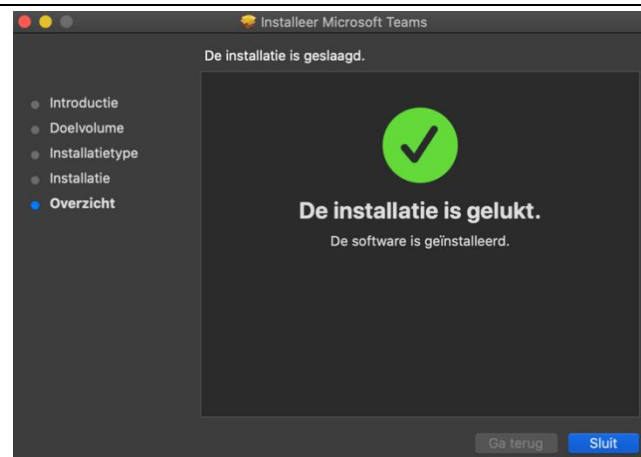 Installeer Microsoft Teams
De installatie is geslaagd.
Introductie
Doelvolume
Installatietype
Installatie
Overzicht
De installatie is gelukt.
De software is geïnstalleerd.
Ga terug
Sluit